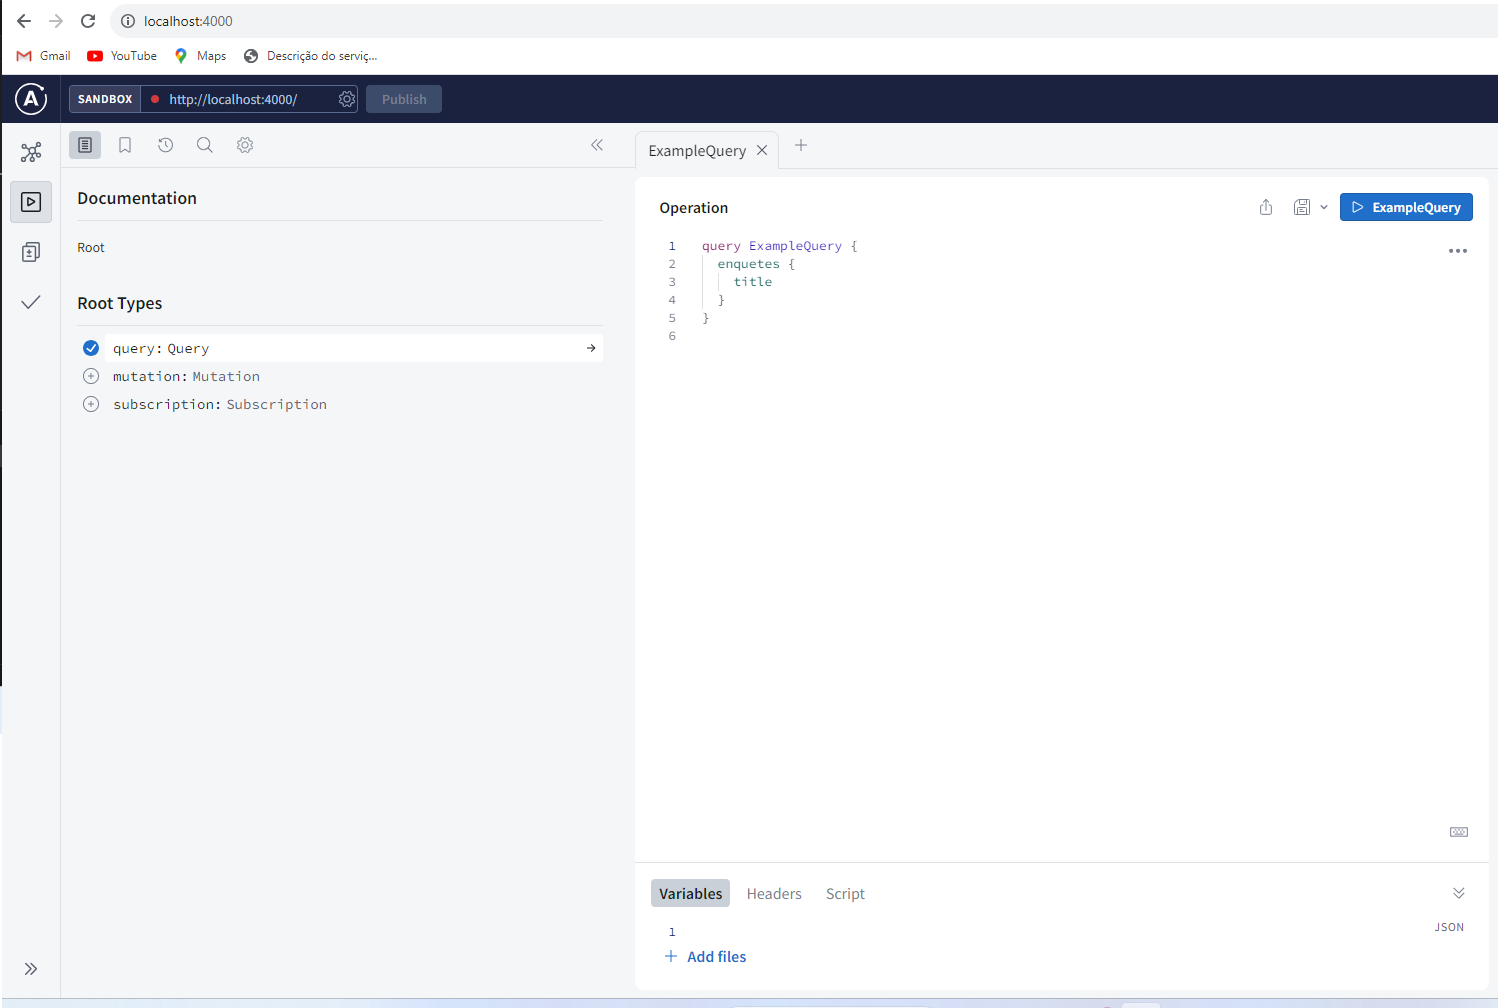 localhost:4000
Gmail YouTube Maps Descrição do serviç...
A SANDBOX http://localhost:4000/ Publish
ExampleQuery
Documentation
Root
Root Types
query: Query
mutation: Mutation
subscription: Subscription
Operation
ExampleQuery
1 query ExampleQuery {
2 enquetes {
3 title
4 }
5 }
6
Variables Headers Script
1
JSON
Add files